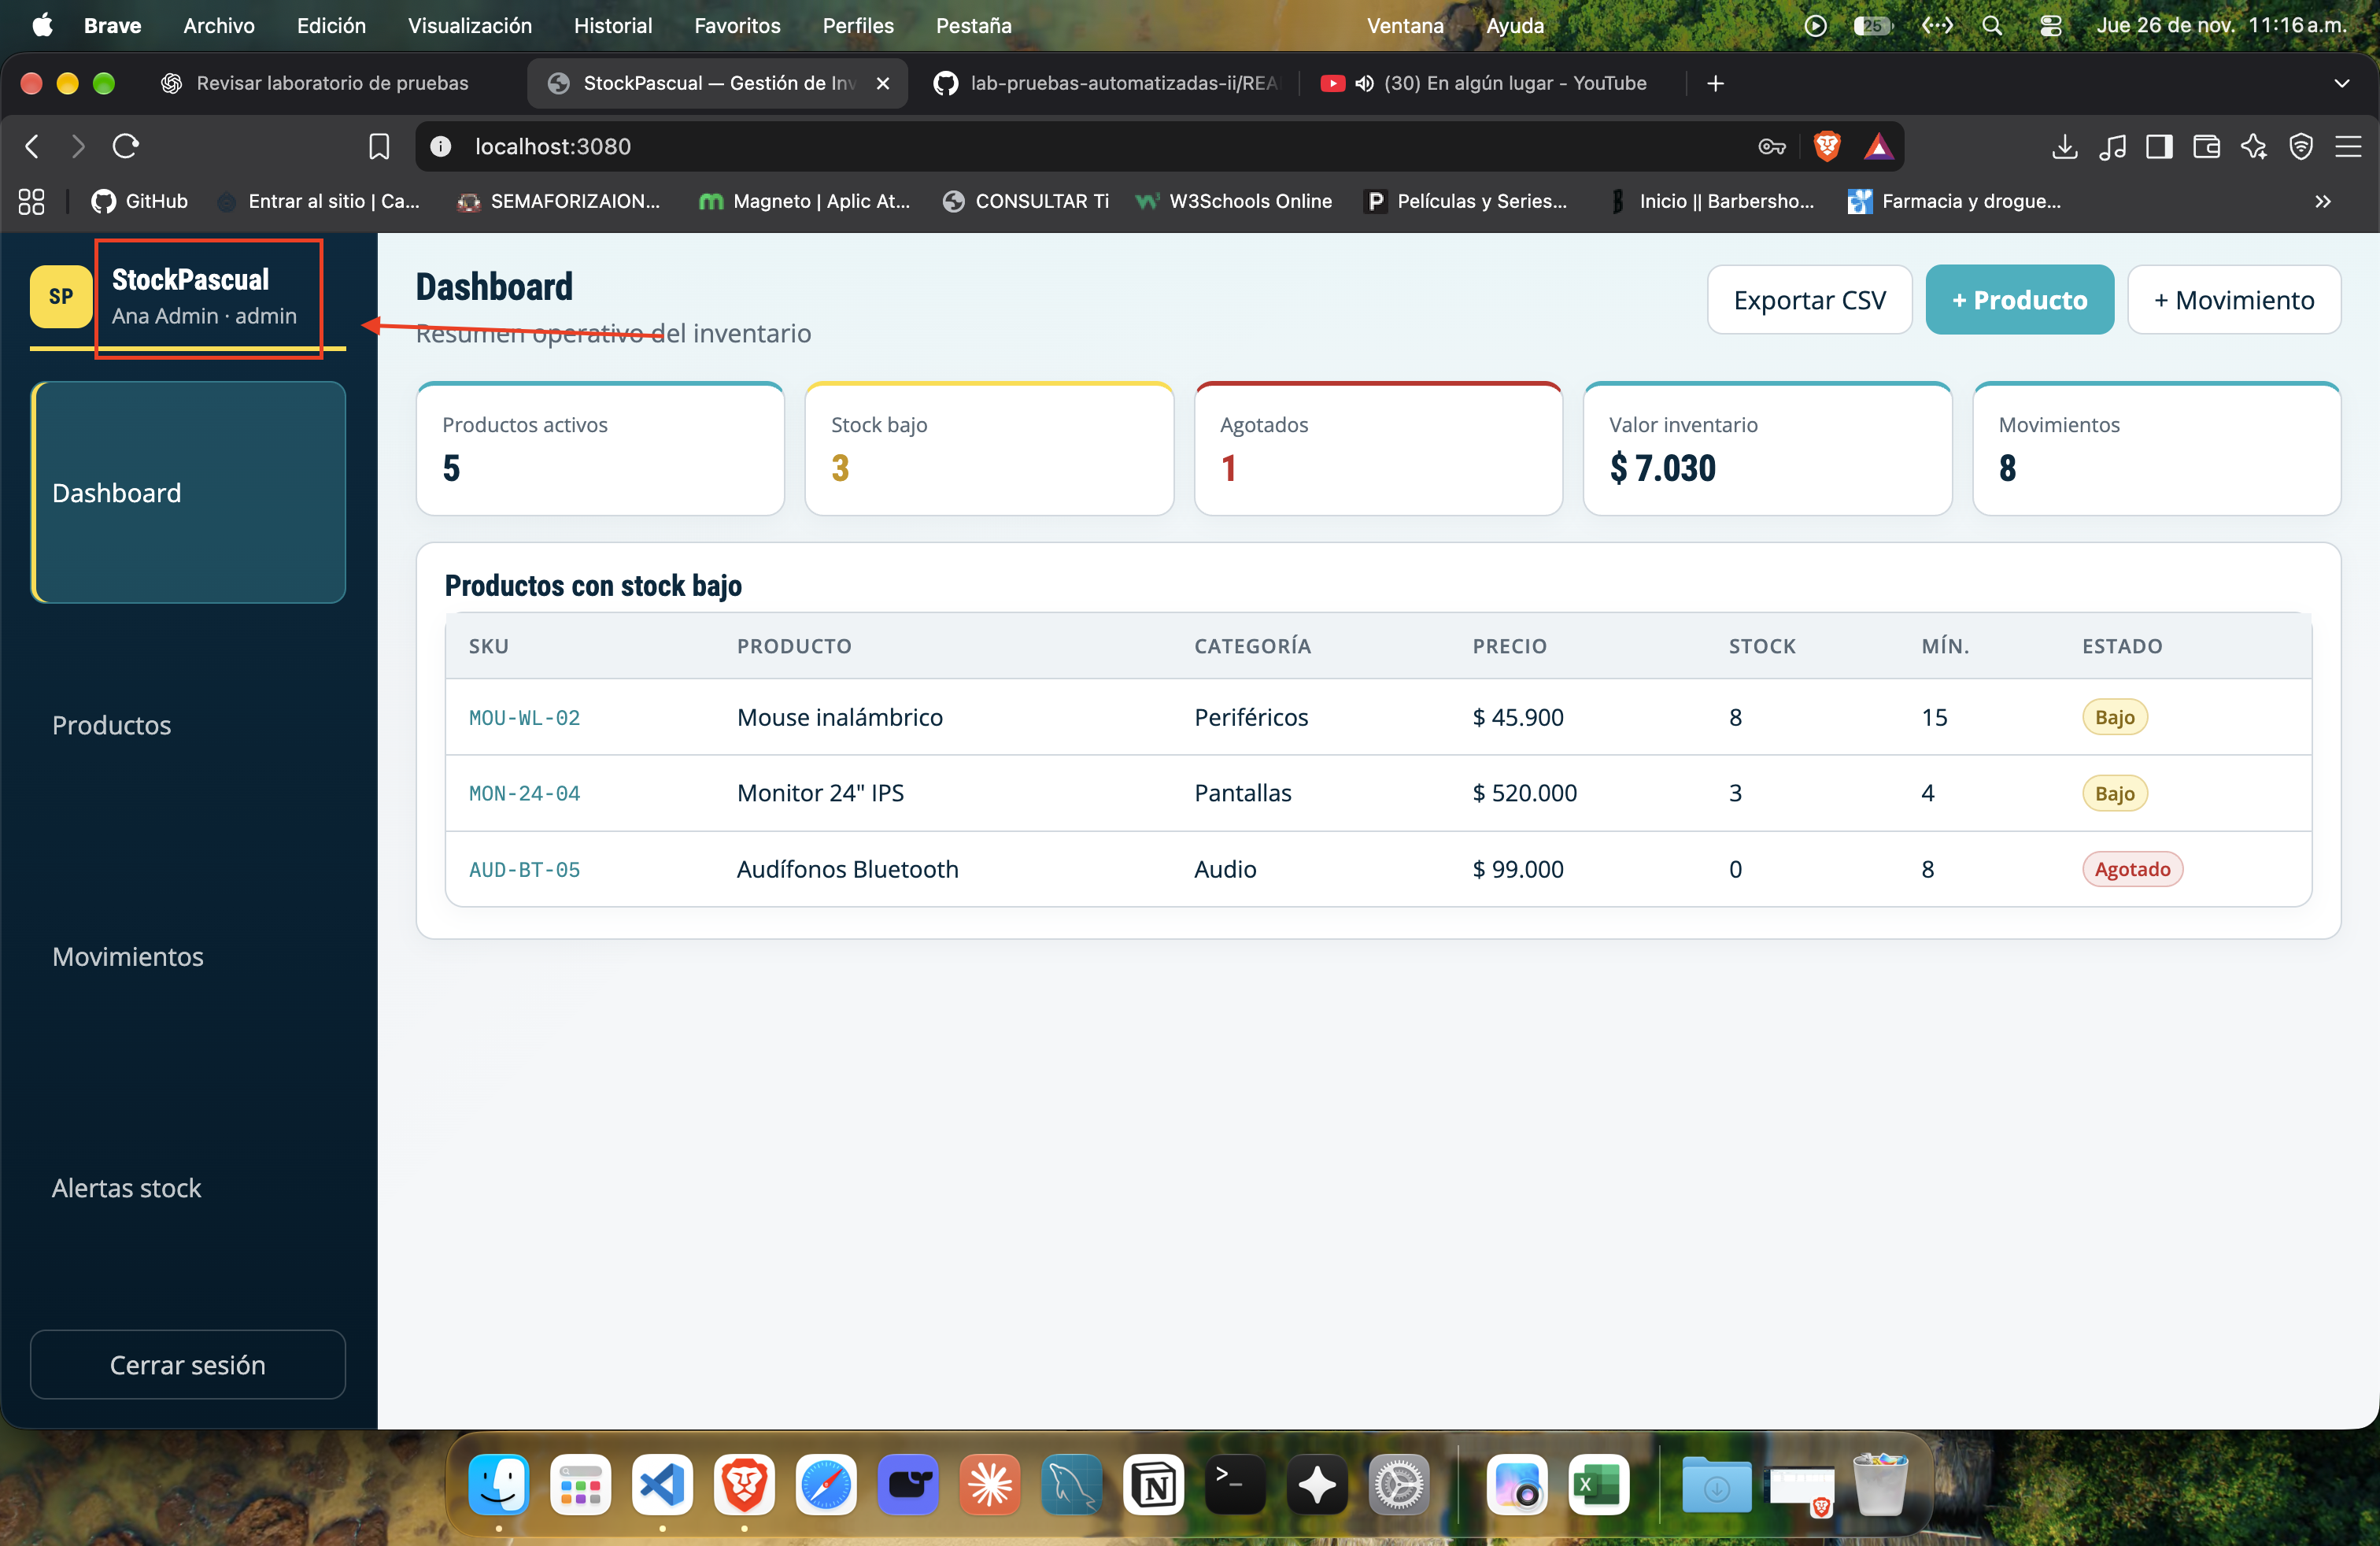 Brave Archivo Edición Visualización Historial Favoritos Perfiles Pestaña Ventana Ayuda 25 Jue 26 de nov. 11:16 a.m.
Revisar laboratorio de pruebas StockPascual — Gestión de Inv lab-pruebas-automatizadas-ii/REA (30) En algún lugar - YouTube
localhost:3080
GitHub Entrar al sitio | Ca... SEMAFORIZAION... Magneto | Aplic At... CONSULTAR Ti W3Schools Online Películas y Series... Inicio || Barbersho... Farmacia y drogue...
SP
StockPascual
Ana Admin · admin
Dashboard
Productos
Movimientos
Alertas stock
Cerrar sesión
Dashboard
Resumen operativo del inventario
Exportar CSV + Producto + Movimiento
Productos activos
5
Stock bajo
3
Agotados
1
Valor inventario
$ 7.030
Movimientos
8
Productos con stock bajo
SKU PRODUCTO CATEGORÍA PRECIO STOCK MÍN. ESTADO
MOU-WL-02 Mouse inalámbrico Periféricos $ 45.900 8 15 Bajo
MON-24-04 Monitor 24" IPS Pantallas $ 520.000 3 4 Bajo
AUD-BT-05 Audífonos Bluetooth Audio $ 99.000 0 8 Agotado